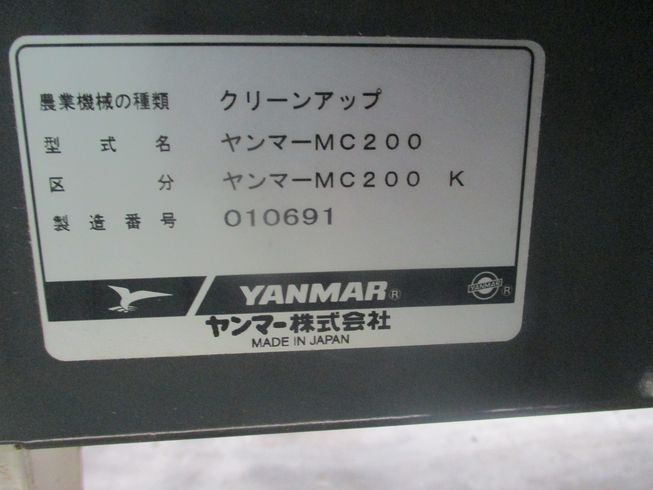 農業機械の種類 クリーンアップ
型式名 ヤンマーMC200
区分 ヤンマーMC200 K
製造番号 010691
YANMAR® YANMAR ®
ヤンマー株式会社
MADE IN JAPAN